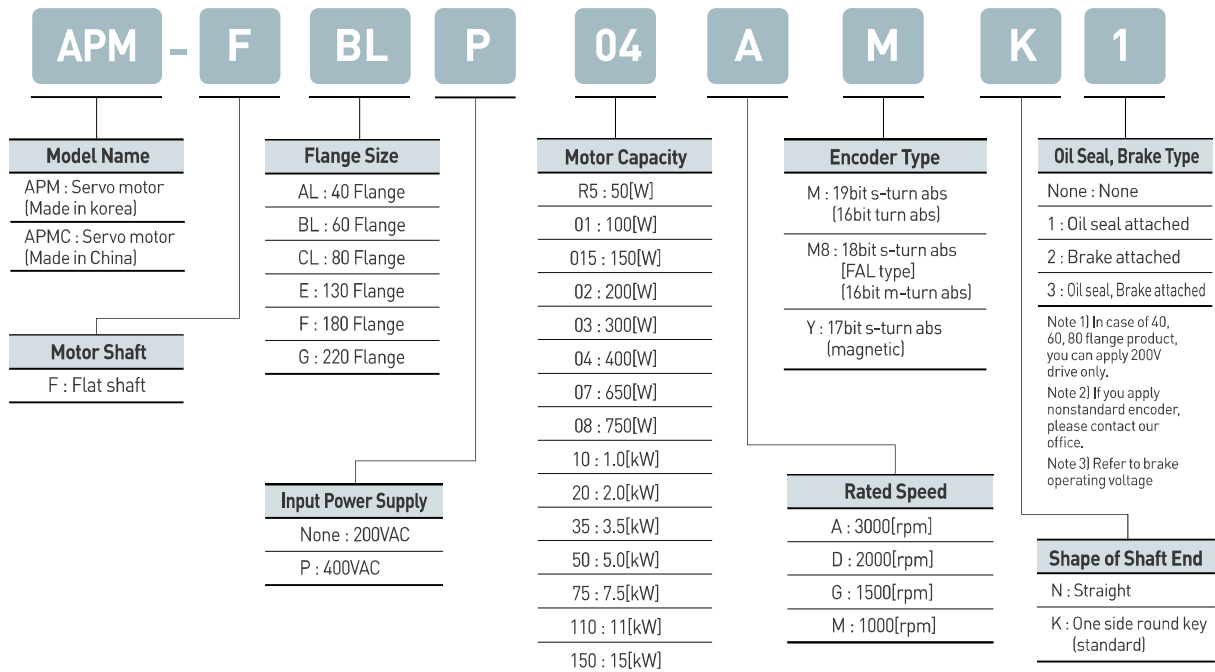 APM - F BL P 04 A M K 1
Model Name
APM : Servo motor
(Made in korea)
APMC : Servo motor
(Made in China)
Motor Shaft
F : Flat shaft
Flange Size
AL : 40 Flange
BL : 60 Flange
CL : 80 Flange
E : 130 Flange
F : 180 Flange
G : 220 Flange
Input Power Supply
None : 200VAC
P : 400VAC
Motor Capacity
R5 : 50[W]
01 : 100[W]
015 : 150[W]
02 : 200[W]
03 : 300[W]
04 : 400[W]
07 : 650[W]
08 : 750[W]
10 : 1.0[kW]
20 : 2.0[kW]
35 : 3.5[kW]
50 : 5.0[kW]
75 : 7.5[kW]
110 : 11[kW]
150 : 15[kW]
Encoder Type
M : 19bit s-turn abs
(16bit turn abs)
M8 : 18bit s-turn abs
[FAL type]
(16bit m-turn abs)
Y : 17bit s-turn abs
(magnetic)
Rated Speed
A : 3000[rpm]
D : 2000[rpm]
G : 1500[rpm]
M : 1000[rpm]
Oil Seal, Brake Type
None : None
1 : Oil seal attached
2 : Brake attached
3 : Oil seal, Brake attached
Note 1) In case of 40,
60, 80 flange product,
you can apply 200V
drive only.
Note 2) If you apply
nonstandard encoder,
please contact our
office.
Note 3) Refer to brake
operating voltage
Shape of Shaft End
N : Straight
K : One side round key
(standard)